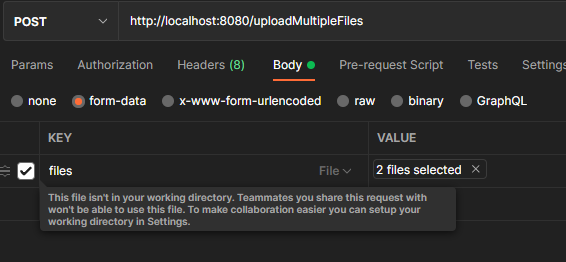 POST http://localhost:8080/uploadMultipleFiles
Params Authorization Headers (8) Body Pre-request Script Tests Settings
none form-data x-www-form-urlencoded raw binary GraphQL
KEY VALUE
files File 2 files selected
This file isn't in your working directory. Teammates you share this request with
won't be able to use this file. To make collaboration easier you can setup your
working directory in Settings.